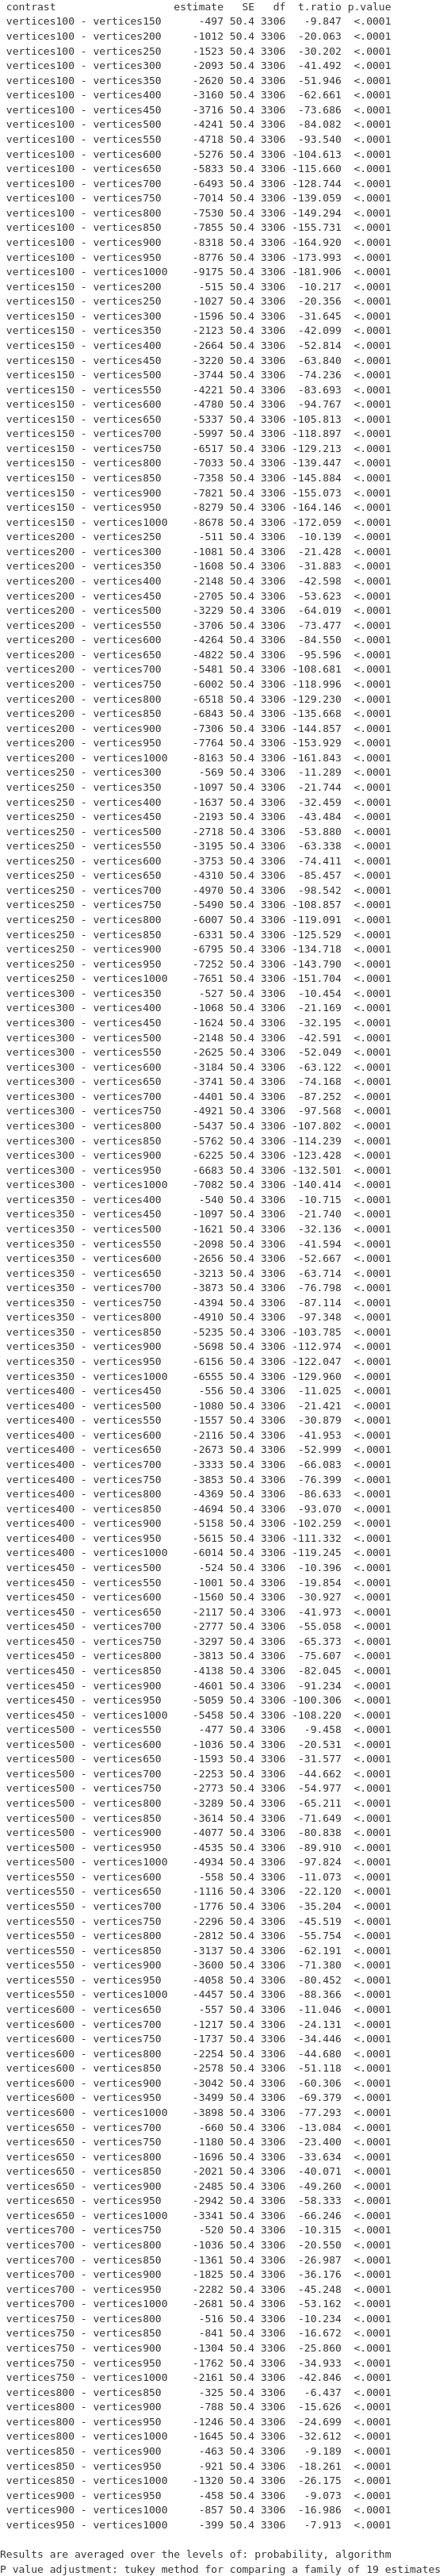 contrast estimate SE df t.ratio p.value
vertices100 - vertices150 -497 50.4 3306 -9.847 <.0001
vertices100 - vertices200 -1012 50.4 3306 -20.063 <.0001
vertices100 - vertices250 -1523 50.4 3306 -30.202 <.0001
vertices100 - vertices300 -2093 50.4 3306 -41.492 <.0001
vertices100 - vertices350 -2620 50.4 3306 -51.946 <.0001
vertices100 - vertices400 -3160 50.4 3306 -62.661 <.0001
vertices100 - vertices450 -3716 50.4 3306 -73.686 <.0001
vertices100 - vertices500 -4241 50.4 3306 -84.082 <.0001
vertices100 - vertices550 -4718 50.4 3306 -93.540 <.0001
vertices100 - vertices600 -5276 50.4 3306 -104.613 <.0001
vertices100 - vertices650 -5833 50.4 3306 -115.660 <.0001
vertices100 - vertices700 -6493 50.4 3306 -128.744 <.0001
vertices100 - vertices750 -7014 50.4 3306 -139.059 <.0001
vertices100 - vertices800 -7530 50.4 3306 -149.294 <.0001
vertices100 - vertices850 -7855 50.4 3306 -155.731 <.0001
vertices100 - vertices900 -8318 50.4 3306 -164.920 <.0001
vertices100 - vertices950 -8776 50.4 3306 -173.993 <.0001
vertices100 - vertices1000 -9175 50.4 3306 -181.906 <.0001
vertices150 - vertices200 -515 50.4 3306 -10.217 <.0001
vertices150 - vertices250 -1027 50.4 3306 -20.356 <.0001
vertices150 - vertices300 -1596 50.4 3306 -31.645 <.0001
vertices150 - vertices350 -2123 50.4 3306 -42.099 <.0001
vertices150 - vertices400 -2664 50.4 3306 -52.814 <.0001
vertices150 - vertices450 -3220 50.4 3306 -63.840 <.0001
vertices150 - vertices500 -3744 50.4 3306 -74.236 <.0001
vertices150 - vertices550 -4221 50.4 3306 -83.693 <.0001
vertices150 - vertices600 -4780 50.4 3306 -94.767 <.0001
vertices150 - vertices650 -5337 50.4 3306 -105.813 <.0001
vertices150 - vertices700 -5997 50.4 3306 -118.897 <.0001
vertices150 - vertices750 -6517 50.4 3306 -129.213 <.0001
vertices150 - vertices800 -7033 50.4 3306 -139.447 <.0001
vertices150 - vertices850 -7358 50.4 3306 -145.884 <.0001
vertices150 - vertices900 -7821 50.4 3306 -155.073 <.0001
vertices150 - vertices950 -8279 50.4 3306 -164.146 <.0001
vertices150 - vertices1000 -8678 50.4 3306 -172.059 <.0001
vertices200 - vertices250 -511 50.4 3306 -10.139 <.0001
vertices200 - vertices300 -1081 50.4 3306 -21.428 <.0001
vertices200 - vertices350 -1608 50.4 3306 -31.883 <.0001
vertices200 - vertices400 -2148 50.4 3306 -42.598 <.0001
vertices200 - vertices450 -2705 50.4 3306 -53.623 <.0001
vertices200 - vertices500 -3229 50.4 3306 -64.019 <.0001
vertices200 - vertices550 -3706 50.4 3306 -73.477 <.0001
vertices200 - vertices600 -4264 50.4 3306 -84.550 <.0001
vertices200 - vertices650 -4822 50.4 3306 -95.596 <.0001
vertices200 - vertices700 -5481 50.4 3306 -108.681 <.0001
vertices200 - vertices750 -6002 50.4 3306 -118.996 <.0001
vertices200 - vertices800 -6518 50.4 3306 -129.230 <.0001
vertices200 - vertices850 -6843 50.4 3306 -135.668 <.0001
vertices200 - vertices900 -7306 50.4 3306 -144.857 <.0001
vertices200 - vertices950 -7764 50.4 3306 -153.929 <.0001
vertices200 - vertices1000 -8163 50.4 3306 -161.843 <.0001
vertices250 - vertices300 -569 50.4 3306 -11.289 <.0001
vertices250 - vertices350 -1097 50.4 3306 -21.744 <.0001
vertices250 - vertices400 -1637 50.4 3306 -32.459 <.0001
vertices250 - vertices450 -2193 50.4 3306 -43.484 <.0001
vertices250 - vertices500 -2718 50.4 3306 -53.880 <.0001
vertices250 - vertices550 -3195 50.4 3306 -63.338 <.0001
vertices250 - vertices600 -3753 50.4 3306 -74.411 <.0001
vertices250 - vertices650 -4310 50.4 3306 -85.457 <.0001
vertices250 - vertices700 -4970 50.4 3306 -98.542 <.0001
vertices250 - vertices750 -5490 50.4 3306 -108.857 <.0001
vertices250 - vertices800 -6007 50.4 3306 -119.091 <.0001
vertices250 - vertices850 -6331 50.4 3306 -125.529 <.0001
vertices250 - vertices900 -6795 50.4 3306 -134.718 <.0001
vertices250 - vertices950 -7252 50.4 3306 -143.790 <.0001
vertices250 - vertices1000 -7651 50.4 3306 -151.704 <.0001
vertices300 - vertices350 -527 50.4 3306 -10.454 <.0001
vertices300 - vertices400 -1068 50.4 3306 -21.169 <.0001
vertices300 - vertices450 -1624 50.4 3306 -32.195 <.0001
vertices300 - vertices500 -2148 50.4 3306 -42.591 <.0001
vertices300 - vertices550 -2625 50.4 3306 -52.049 <.0001
vertices300 - vertices600 -3184 50.4 3306 -63.122 <.0001
vertices300 - vertices650 -3741 50.4 3306 -74.168 <.0001
vertices300 - vertices700 -4401 50.4 3306 -87.252 <.0001
vertices300 - vertices750 -4921 50.4 3306 -97.568 <.0001
vertices300 - vertices800 -5437 50.4 3306 -107.802 <.0001
vertices300 - vertices850 -5762 50.4 3306 -114.239 <.0001
vertices300 - vertices900 -6225 50.4 3306 -123.428 <.0001
vertices300 - vertices950 -6683 50.4 3306 -132.501 <.0001
vertices300 - vertices1000 -7082 50.4 3306 -140.414 <.0001
vertices350 - vertices400 -540 50.4 3306 -10.715 <.0001
vertices350 - vertices450 -1097 50.4 3306 -21.740 <.0001
vertices350 - vertices500 -1621 50.4 3306 -32.136 <.0001
vertices350 - vertices550 -2098 50.4 3306 -41.594 <.0001
vertices350 - vertices600 -2656 50.4 3306 -52.667 <.0001
vertices350 - vertices650 -3213 50.4 3306 -63.714 <.0001
vertices350 - vertices700 -3873 50.4 3306 -76.798 <.0001
vertices350 - vertices750 -4394 50.4 3306 -87.114 <.0001
vertices350 - vertices800 -4910 50.4 3306 -97.348 <.0001
vertices350 - vertices850 -5235 50.4 3306 -103.785 <.0001
vertices350 - vertices900 -5698 50.4 3306 -112.974 <.0001
vertices350 - vertices950 -6156 50.4 3306 -122.047 <.0001
vertices350 - vertices1000 -6555 50.4 3306 -129.960 <.0001
vertices400 - vertices450 -556 50.4 3306 -11.025 <.0001
vertices400 - vertices500 -1080 50.4 3306 -21.421 <.0001
vertices400 - vertices550 -1557 50.4 3306 -30.879 <.0001
vertices400 - vertices600 -2116 50.4 3306 -41.953 <.0001
vertices400 - vertices650 -2673 50.4 3306 -52.999 <.0001
vertices400 - vertices700 -3333 50.4 3306 -66.083 <.0001
vertices400 - vertices750 -3853 50.4 3306 -76.399 <.0001
vertices400 - vertices800 -4369 50.4 3306 -86.633 <.0001
vertices400 - vertices850 -4694 50.4 3306 -93.070 <.0001
vertices400 - vertices900 -5158 50.4 3306 -102.259 <.0001
vertices400 - vertices950 -5615 50.4 3306 -111.332 <.0001
vertices400 - vertices1000 -6014 50.4 3306 -119.245 <.0001
vertices450 - vertices500 -524 50.4 3306 -10.396 <.0001
vertices450 - vertices550 -1001 50.4 3306 -19.854 <.0001
vertices450 - vertices600 -1560 50.4 3306 -30.927 <.0001
vertices450 - vertices650 -2117 50.4 3306 -41.973 <.0001
vertices450 - vertices700 -2777 50.4 3306 -55.058 <.0001
vertices450 - vertices750 -3297 50.4 3306 -65.373 <.0001
vertices450 - vertices800 -3813 50.4 3306 -75.607 <.0001
vertices450 - vertices850 -4138 50.4 3306 -82.045 <.0001
vertices450 - vertices900 -4601 50.4 3306 -91.234 <.0001
vertices450 - vertices950 -5059 50.4 3306 -100.306 <.0001
vertices450 - vertices1000 -5458 50.4 3306 -108.220 <.0001
vertices500 - vertices550 -477 50.4 3306 -9.458 <.0001
vertices500 - vertices600 -1036 50.4 3306 -20.531 <.0001
vertices500 - vertices650 -1593 50.4 3306 -31.577 <.0001
vertices500 - vertices700 -2253 50.4 3306 -44.662 <.0001
vertices500 - vertices750 -2773 50.4 3306 -54.977 <.0001
vertices500 - vertices800 -3289 50.4 3306 -65.211 <.0001
vertices500 - vertices850 -3614 50.4 3306 -71.649 <.0001
vertices500 - vertices900 -4077 50.4 3306 -80.838 <.0001
vertices500 - vertices950 -4535 50.4 3306 -89.910 <.0001
vertices500 - vertices1000 -4934 50.4 3306 -97.824 <.0001
vertices550 - vertices600 -558 50.4 3306 -11.073 <.0001
vertices550 - vertices650 -1116 50.4 3306 -22.120 <.0001
vertices550 - vertices700 -1776 50.4 3306 -35.204 <.0001
vertices550 - vertices750 -2296 50.4 3306 -45.519 <.0001
vertices550 - vertices800 -2812 50.4 3306 -55.754 <.0001
vertices550 - vertices850 -3137 50.4 3306 -62.191 <.0001
vertices550 - vertices900 -3600 50.4 3306 -71.380 <.0001
vertices550 - vertices950 -4058 50.4 3306 -80.452 <.0001
vertices550 - vertices1000 -4457 50.4 3306 -88.366 <.0001
vertices600 - vertices650 -557 50.4 3306 -11.046 <.0001
vertices600 - vertices700 -1217 50.4 3306 -24.131 <.0001
vertices600 - vertices750 -1737 50.4 3306 -34.446 <.0001
vertices600 - vertices800 -2254 50.4 3306 -44.680 <.0001
vertices600 - vertices850 -2578 50.4 3306 -51.118 <.0001
vertices600 - vertices900 -3042 50.4 3306 -60.306 <.0001
vertices600 - vertices950 -3499 50.4 3306 -69.379 <.0001
vertices600 - vertices1000 -3898 50.4 3306 -77.293 <.0001
vertices650 - vertices700 -660 50.4 3306 -13.084 <.0001
vertices650 - vertices750 -1180 50.4 3306 -23.400 <.0001
vertices650 - vertices800 -1696 50.4 3306 -33.634 <.0001
vertices650 - vertices850 -2021 50.4 3306 -40.071 <.0001
vertices650 - vertices900 -2485 50.4 3306 -49.260 <.0001
vertices650 - vertices950 -2942 50.4 3306 -58.333 <.0001
vertices650 - vertices1000 -3341 50.4 3306 -66.246 <.0001
vertices700 - vertices750 -520 50.4 3306 -10.315 <.0001
vertices700 - vertices800 -1036 50.4 3306 -20.550 <.0001
vertices700 - vertices850 -1361 50.4 3306 -26.987 <.0001
vertices700 - vertices900 -1825 50.4 3306 -36.176 <.0001
vertices700 - vertices950 -2282 50.4 3306 -45.248 <.0001
vertices700 - vertices1000 -2681 50.4 3306 -53.162 <.0001
vertices750 - vertices800 -516 50.4 3306 -10.234 <.0001
vertices750 - vertices850 -841 50.4 3306 -16.672 <.0001
vertices750 - vertices900 -1304 50.4 3306 -25.860 <.0001
vertices750 - vertices950 -1762 50.4 3306 -34.933 <.0001
vertices750 - vertices1000 -2161 50.4 3306 -42.846 <.0001
vertices800 - vertices850 -325 50.4 3306 -6.437 <.0001
vertices800 - vertices900 -788 50.4 3306 -15.626 <.0001
vertices800 - vertices950 -1246 50.4 3306 -24.699 <.0001
vertices800 - vertices1000 -1645 50.4 3306 -32.612 <.0001
vertices850 - vertices900 -463 50.4 3306 -9.189 <.0001
vertices850 - vertices950 -921 50.4 3306 -18.261 <.0001
vertices850 - vertices1000 -1320 50.4 3306 -26.175 <.0001
vertices900 - vertices950 -458 50.4 3306 -9.073 <.0001
vertices900 - vertices1000 -857 50.4 3306 -16.986 <.0001
vertices950 - vertices1000 -399 50.4 3306 -7.913 <.0001
Results are averaged over the levels of: probability, algorithm
P value adjustment: tukey method for comparing a family of 19 estimates